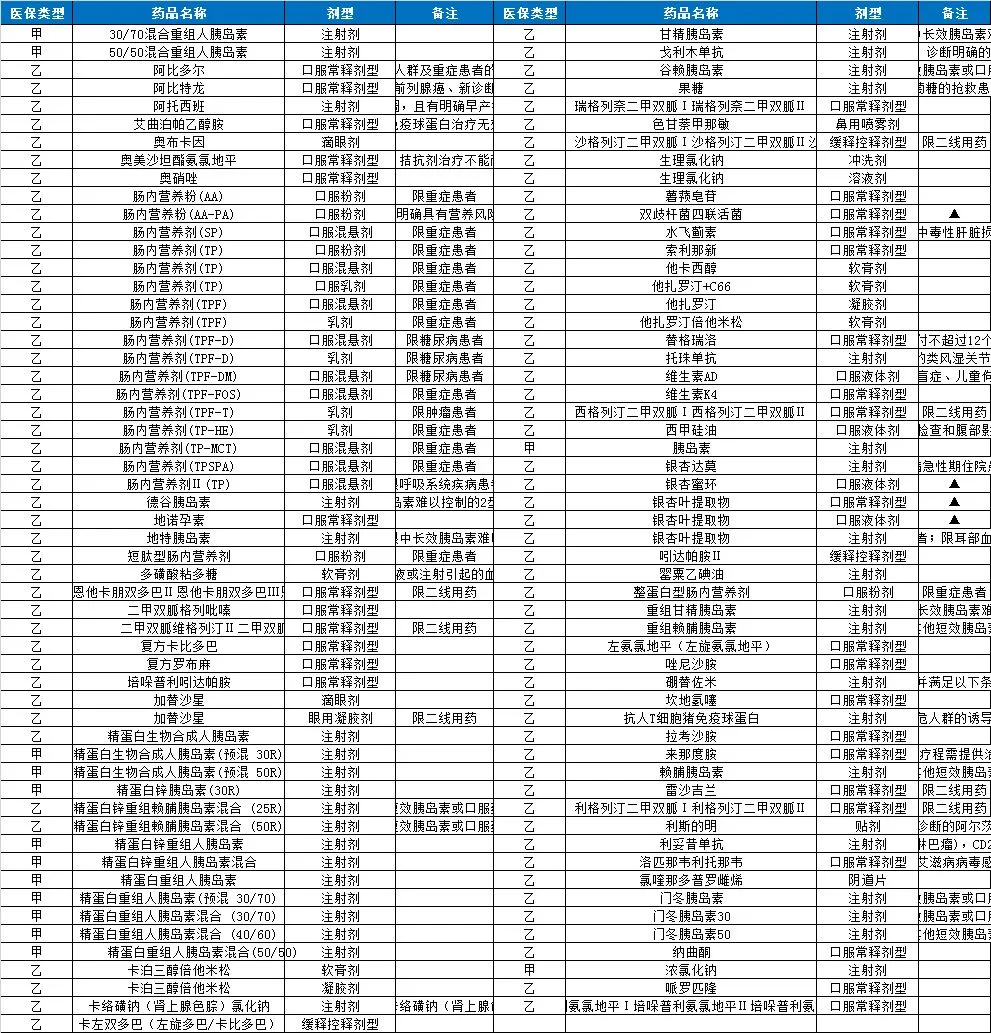 医保类型 药品名称 剂型 备注 医保类型 药品名称 剂型 备注
甲 30/70混合重组人胰岛素 注射剂 乙 甘精胰岛素 注射剂 长效胰岛素
甲 50/50混合重组人胰岛素 注射剂 乙 戈利木单抗 注射剂 诊断明确的
乙 阿比多尔 口服常释剂型 人群及重症患者的 乙 谷赖胰岛素 注射剂 胰岛素或口
乙 阿比特龙 口服常释剂型 前列腺癌、新诊断 乙 果糖 注射剂 糖的抢救患
乙 阿托西班 注射剂 ,且有明确早产 乙 瑞格列奈二甲双胍Ⅰ瑞格列奈二甲双胍Ⅱ 口服常释剂型
乙 艾曲泊帕乙醇胺 口服常释剂型 疫球蛋白治疗无 乙 色甘萘甲那敏 鼻用喷雾剂
乙 奥布卡因 滴眼剂 乙 沙格列汀二甲双胍Ⅰ沙格列汀二甲双胍Ⅱ沙 缓释控释剂型 限二线用药
乙 奥美沙坦酯氨氯地平 口服常释剂型 拮抗剂治疗不能 乙 生理氯化钠 冲洗剂
乙 奥硝唑 口服常释剂型 乙 生理氯化钠 溶液剂
乙 肠内营养粉(AA) 口服粉剂 限重症患者 乙 薯蓣皂苷 口服常释剂型
乙 肠内营养粉(AA-PA) 口服粉剂 明确具有营养风 乙 双歧杆菌四联活菌 口服常释剂型 ▲
乙 肠内营养剂(SP) 口服混悬剂 限重症患者 乙 水飞蓟素 口服常释剂型 中毒性肝脏损
乙 肠内营养剂(TP) 口服粉剂 限重症患者 乙 索利那新 口服常释剂型
乙 肠内营养剂(TP) 口服混悬剂 限重症患者 乙 他卡西醇 软膏剂
乙 肠内营养剂(TP) 口服乳剂 限重症患者 乙 他扎罗汀+C66 软膏剂
乙 肠内营养剂(TPF) 口服混悬剂 限重症患者 乙 他扎罗汀 凝胶剂
乙 肠内营养剂(TPF) 乳剂 限重症患者 乙 他扎罗汀倍他米松 软膏剂
乙 肠内营养剂(TPF-D) 口服混悬剂 限糖尿病患者 乙 替格瑞洛 口服常释剂型 付不超过12个
乙 肠内营养剂(TPF-D) 乳剂 限糖尿病患者 乙 托珠单抗 注射剂 类风湿关节
乙 肠内营养剂(TPF-DM) 口服混悬剂 限糖尿病患者 乙 维生素AD 口服液体剂 盲症、儿童
乙 肠内营养剂(TPF-FOS) 口服混悬剂 限重症患者 乙 维生素K4 口服常释剂型
乙 肠内营养剂(TPF-T) 乳剂 限肿瘤患者 乙 西格列汀二甲双胍Ⅰ西格列汀二甲双胍Ⅱ 口服常释剂型 限二线用药
乙 肠内营养剂(TP-HE) 乳剂 限重症患者 乙 西甲硅油 口服液体剂 检查和腹部
乙 肠内营养剂(TP-MCT) 口服混悬剂 限重症患者 甲 胰岛素 注射剂
乙 肠内营养剂(TPSPA) 口服混悬剂 限重症患者 乙 银杏达莫 注射剂 急性期住院
乙 肠内营养剂Ⅱ(TP) 口服混悬剂 呼吸系统疾病患 乙 银杏蜜环 口服液体剂 ▲
乙 德谷胰岛素 注射剂 素难以控制的2 乙 银杏叶提取物 口服常释剂型 ▲
乙 地诺孕素 口服常释剂型 乙 银杏叶提取物 口服液体剂 ▲
乙 地特胰岛素 注射剂 中长效胰岛素难 乙 银杏叶提取物 注射剂 ;限耳部血
乙 短肽型肠内营养剂 口服粉剂 限重症患者 乙 吲达帕胺Ⅱ 缓释控释剂型
乙 多磺酸粘多糖 软膏剂 液或注射引起的血 乙 罂粟乙碘油 注射剂
乙 恩他卡朋双多巴Ⅱ恩他卡朋双多巴Ⅲ 口服常释剂型 限二线用药 乙 整蛋白型肠内营养剂 口服粉剂 限重症患者
乙 二甲双胍格列吡嗪 口服常释剂型 乙 重组甘精胰岛素 注射剂 长效胰岛素
乙 二甲双胍维格列汀Ⅱ二甲双胍 口服常释剂型 限二线用药 乙 重组赖脯胰岛素 注射剂 他短效胰岛
乙 复方卡比多巴 口服常释剂型 乙 左氨氯地平（左旋氨氯地平） 口服常释剂型
乙 复方罗布麻 口服常释剂型 乙 唑尼沙胺 口服常释剂型
乙 培哚普利吲达帕胺 口服常释剂型 乙 硼替佐米 注射剂 并满足以下条
乙 加替沙星 滴眼剂 乙 坎地氢噻 口服常释剂型
乙 加替沙星 眼用凝胶剂 限二线用药 乙 抗人T细胞猪免疫球蛋白 注射剂 危人群的诱导
乙 精蛋白生物合成人胰岛素 注射剂 乙 拉考沙胺 口服常释剂型
甲 精蛋白生物合成人胰岛素(预混 30R) 注射剂 乙 来那度胺 口服常释剂型 疗程需提供
甲 精蛋白生物合成人胰岛素(预混 50R) 注射剂 乙 赖脯胰岛素 注射剂 他短效胰岛
甲 精蛋白锌胰岛素(30R) 注射剂 乙 雷沙吉兰 口服常释剂型 限二线用药
乙 精蛋白锌重组赖脯胰岛素混合 (25R) 注射剂 效胰岛素或口服 乙 利格列汀二甲双胍Ⅰ利格列汀二甲双胍Ⅱ 口服常释剂型 限二线用药
乙 精蛋白锌重组赖脯胰岛素混合 (50R) 注射剂 效胰岛素或口服 乙 利斯的明 贴剂 诊断的阿尔茨
甲 精蛋白锌重组人胰岛素 注射剂 乙 利妥昔单抗 注射剂 淋巴瘤),CD2
甲 精蛋白锌重组人胰岛素混合 注射剂 乙 洛匹那韦利托那韦 口服常释剂型 艾滋病病毒感
甲 精蛋白重组人胰岛素 注射剂 乙 氯喹那多普罗雌烯 阴道片
甲 精蛋白重组人胰岛素(预混 30/70) 注射剂 乙 门冬胰岛素 注射剂 胰岛素或口
甲 精蛋白重组人胰岛素混合 (30/70) 注射剂 乙 门冬胰岛素30 注射剂 胰岛素或口
甲 精蛋白重组人胰岛素混合 (40/60) 注射剂 乙 门冬胰岛素50 注射剂 他短效胰岛
甲 精蛋白重组人胰岛素混合(50/50) 注射剂 乙 纳曲酮 口服常释剂型
乙 卡泊三醇倍他米松 软膏剂 甲 浓氯化钠 注射剂
乙 卡泊三醇倍他米松 凝胶剂 乙 哌罗匹隆 口服常释剂型
乙 卡络磺钠（肾上腺色腙）氯化钠 注射剂 络磺钠（肾上腺 乙 氨氯地平Ⅰ培哚普利氨氯地平Ⅱ培哚普利氨 口服常释剂型
乙 卡左双多巴（左旋多巴/卡比多巴） 缓释控释剂型